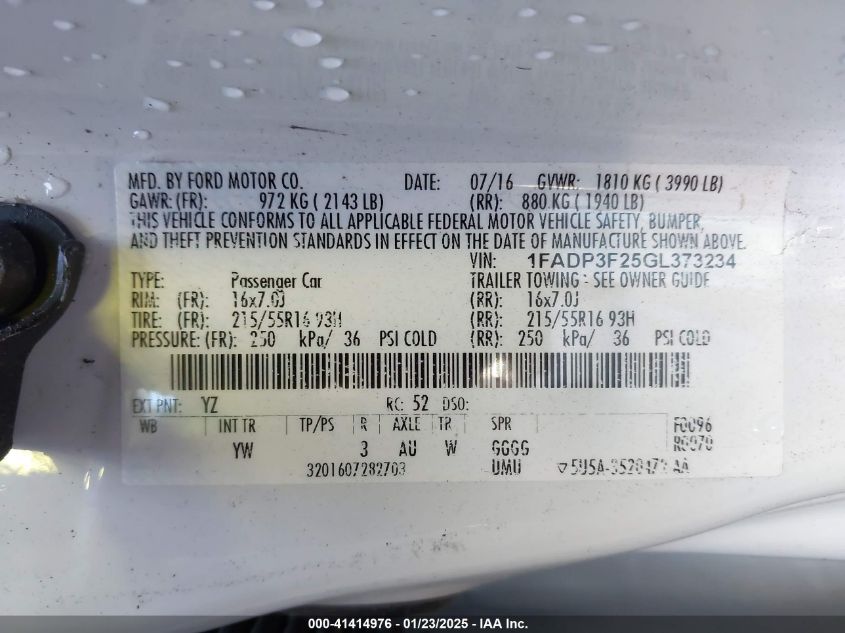 MFD. BY FORD MOTOR CO. DATE: 07/16 GVWR: 1810 KG ( 3990 LB)
GAWR: (FR): 972 KG ( 2143 LB) (RR): 880 KG ( 1940 LB)
THIS VEHICLE CONFORMS TO ALL APPLICABLE FEDERAL MOTOR VEHICLE SAFETY, BUMPER,
AND THEFT PREVENTION STANDARDS IN EFFECT ON THE DATE OF MANUFACTURE SHOWN ABOVE.
VIN: 1FADP3F25GL373234
TYPE: Passenger Car TRAILER TOWING - SEE OWNER GUIDE
RIM: (FR): 16x7.0J (RR): 16x7.0J
TIRE: (FR): 215/55R16 93H (RR): 215/55R16 93H
PRESSURE: (FR): 250 kPa/ 36 PSI COLD (RR): 250 kPa/ 36 PSI COLD
EXT PNT: YZ RC: 52 DSO:
WB INT TR TP/PS R AXLE TR SPR F0096
YW 3 AU W GGGG R0070
3201607282703 UMU
000-41414976 - 01/23/2025 - IAAI.com